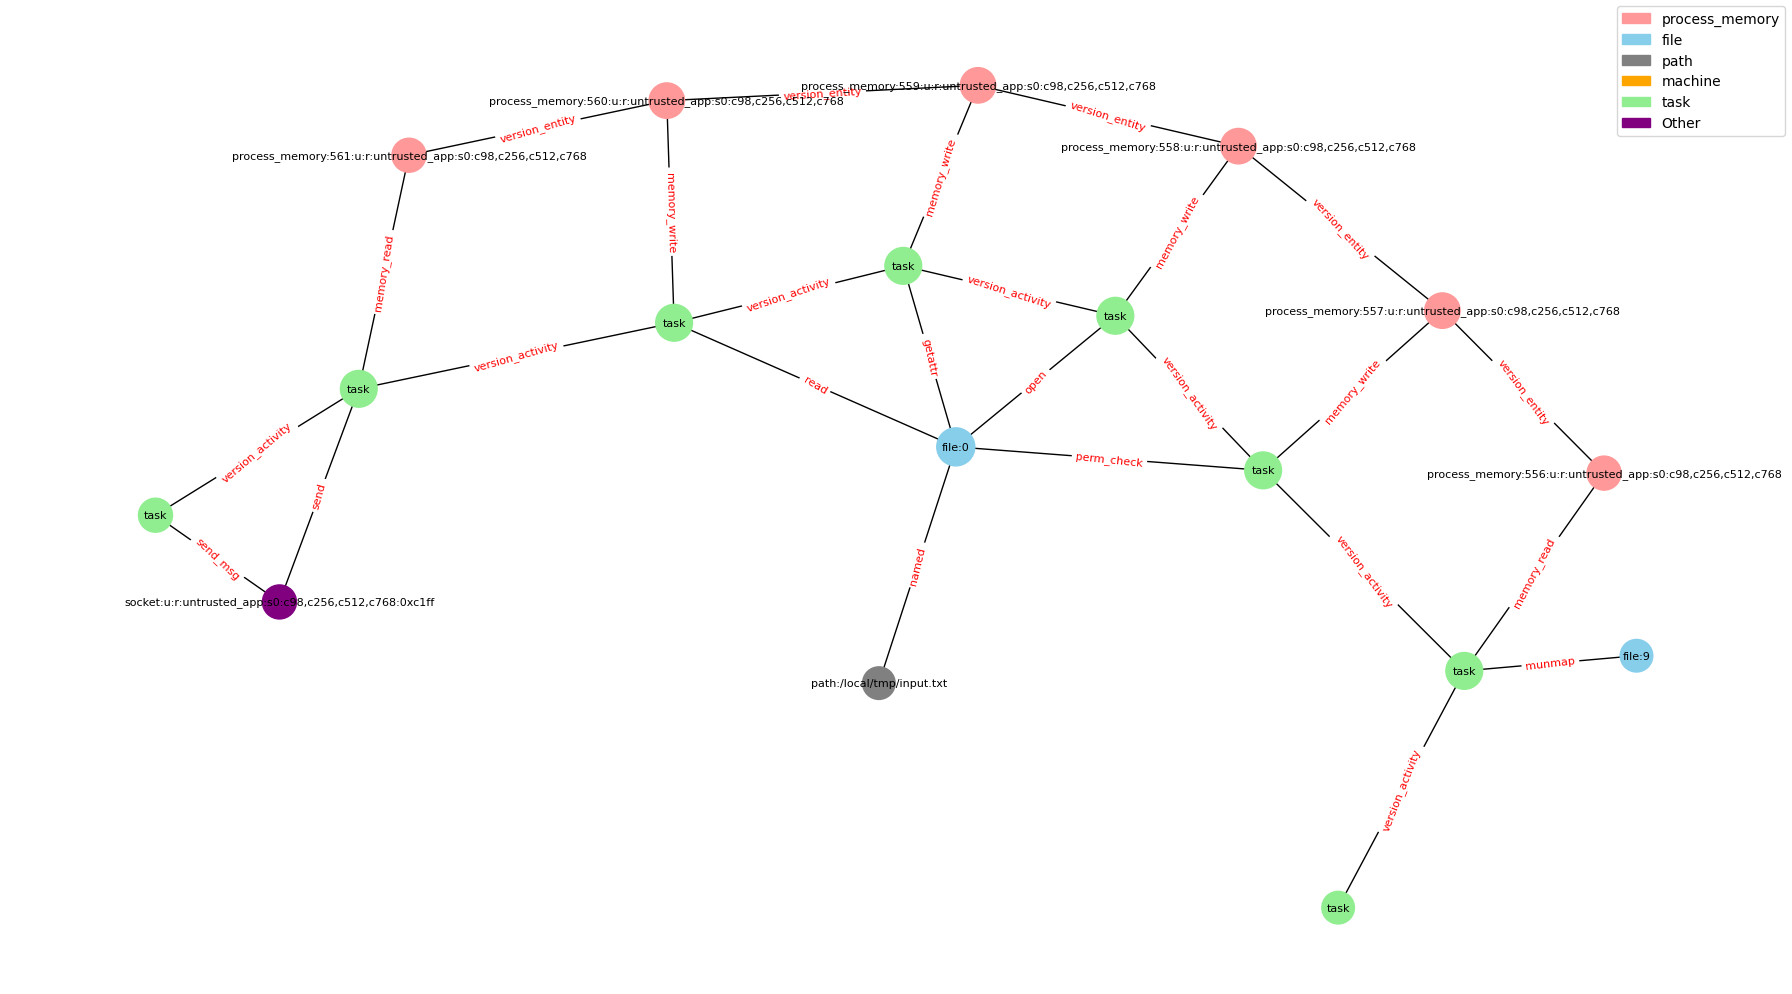 process_memory
file
path
machine
task
Other
process_memory:559:u:r:untrusted_app:s0:c98,c256,c512,c768
version_entity
process_memory:560:u:r:untrusted_app:s0:c98,c256,c512,c768
version_entity
version_entity
process_memory:558:u:r:untrusted_app:s0:c98,c256,c512,c768
process_memory:561:u:r:untrusted_app:s0:c98,c256,c512,c768
memory_write
memory_write
memory_write
version_entity
memory_read
task
version_activity
version_activity
process_memory:557:u:r:untrusted_app:s0:c98,c256,c512,c768
task
task
version_activity
getattr
read
open
version_activity
memory_write
version_entity
task
version_activity
file:0
perm_check
task
process_memory:556:u:r:untrusted_app:s0:c98,c256,c512,c768
send
task
send_msg
named
version_activity
memory_read
socket:u:r:untrusted_app:s0:c98,c256,c512,c768:0xc1ff
path:/local/tmp/input.txt
task
munmap
file:9
version_activity
task